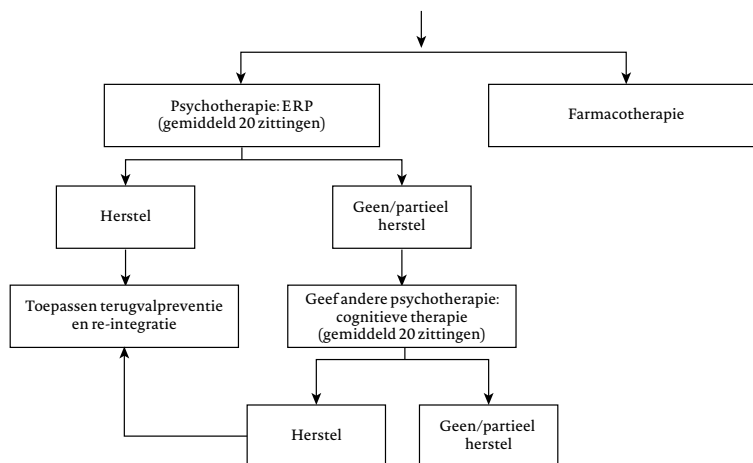 Psychotherapie: ERP
(gemiddeld 20 zittingen)
Farmacotherapie
Herstel
Geen/partieel
herstel
Toepassen terugvalpreventie
en re-integratie
Geef andere psychotherapie:
cognitieve therapie
(gemiddeld 20 zittingen)
Herstel
Geen/partieel
herstel